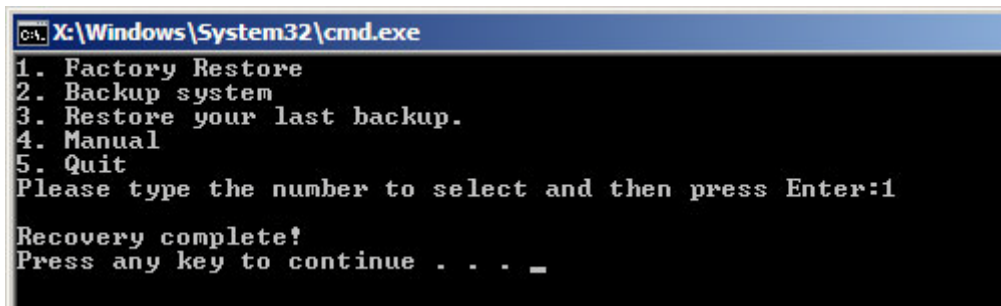 C:\. X:\Windows\System32\cmd.exe
1. Factory Restore
2. Backup system
3. Restore your last backup.
4. Manual
5. Quit
Please type the number to select and then press Enter:1
Recovery complete!
Press any key to continue . . . _